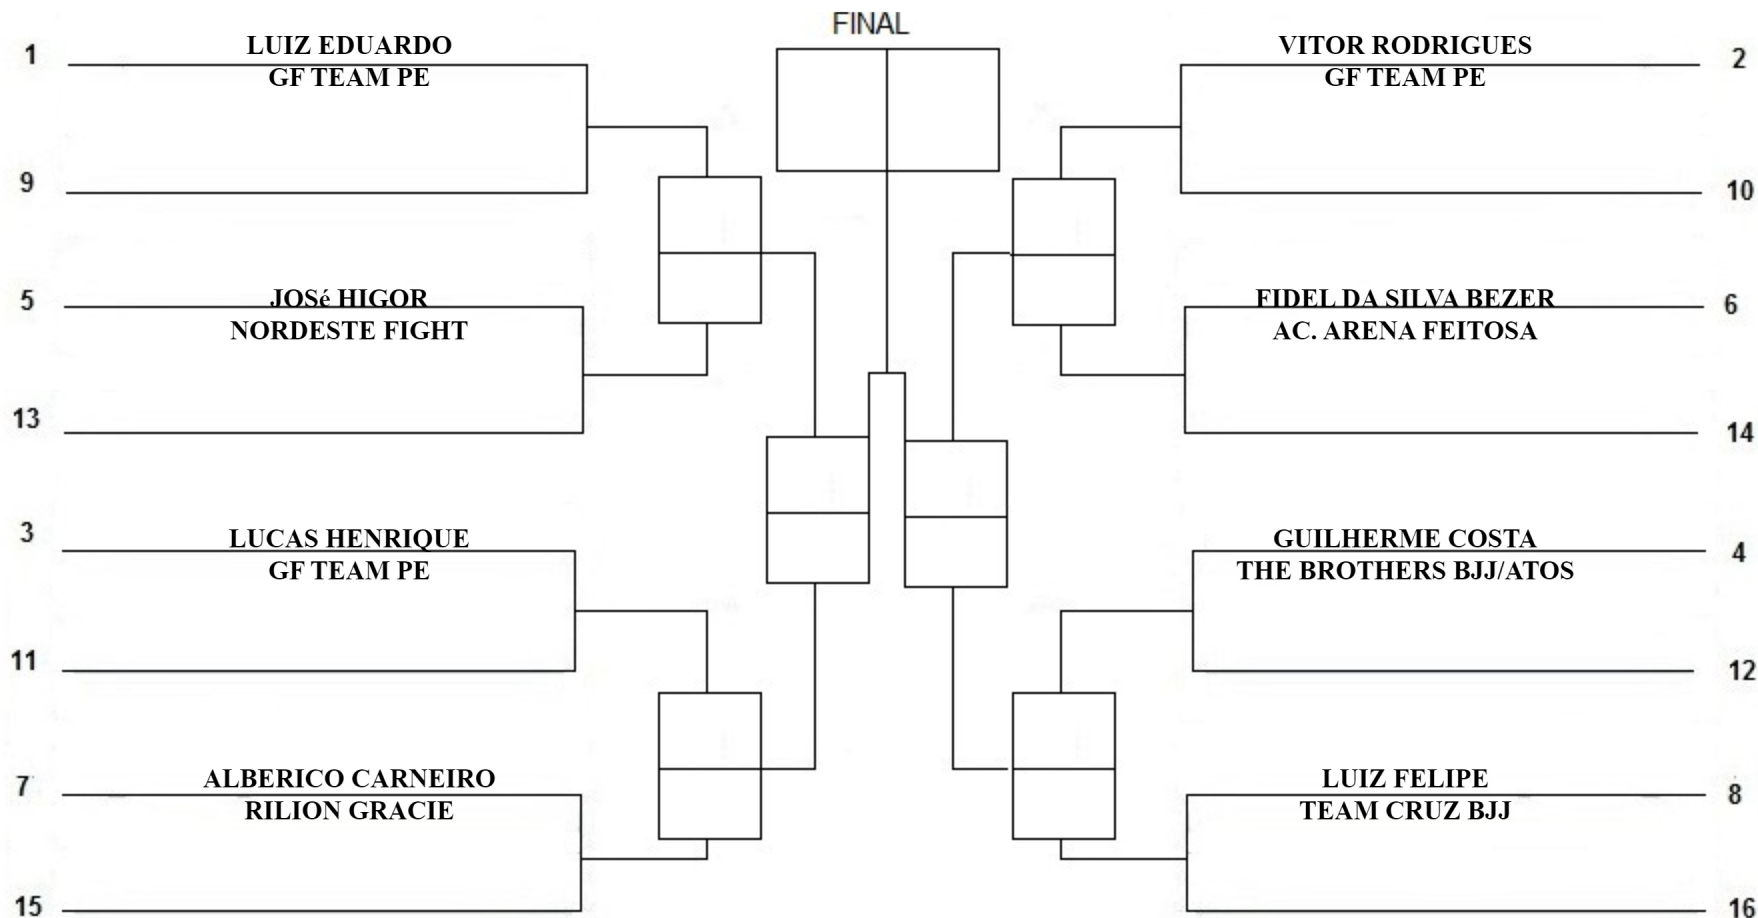 FINAL
1
LUIZ EDUARDO
GF TEAM PE
9
5
JOSé HIGOR
NORDESTE FIGHT
13
3
LUCAS HENRIQUE
GF TEAM PE
11
7
ALBERICO CARNEIRO
RILION GRACIE
15
VITOR RODRIGUES
GF TEAM PE
2
10
FIDEL DA SILVA BEZER
AC. ARENA FEITOSA
6
14
GUILHERME COSTA
THE BROTHERS BJJ/ATOS
4
12
LUIZ FELIPE
TEAM CRUZ BJJ
8
16